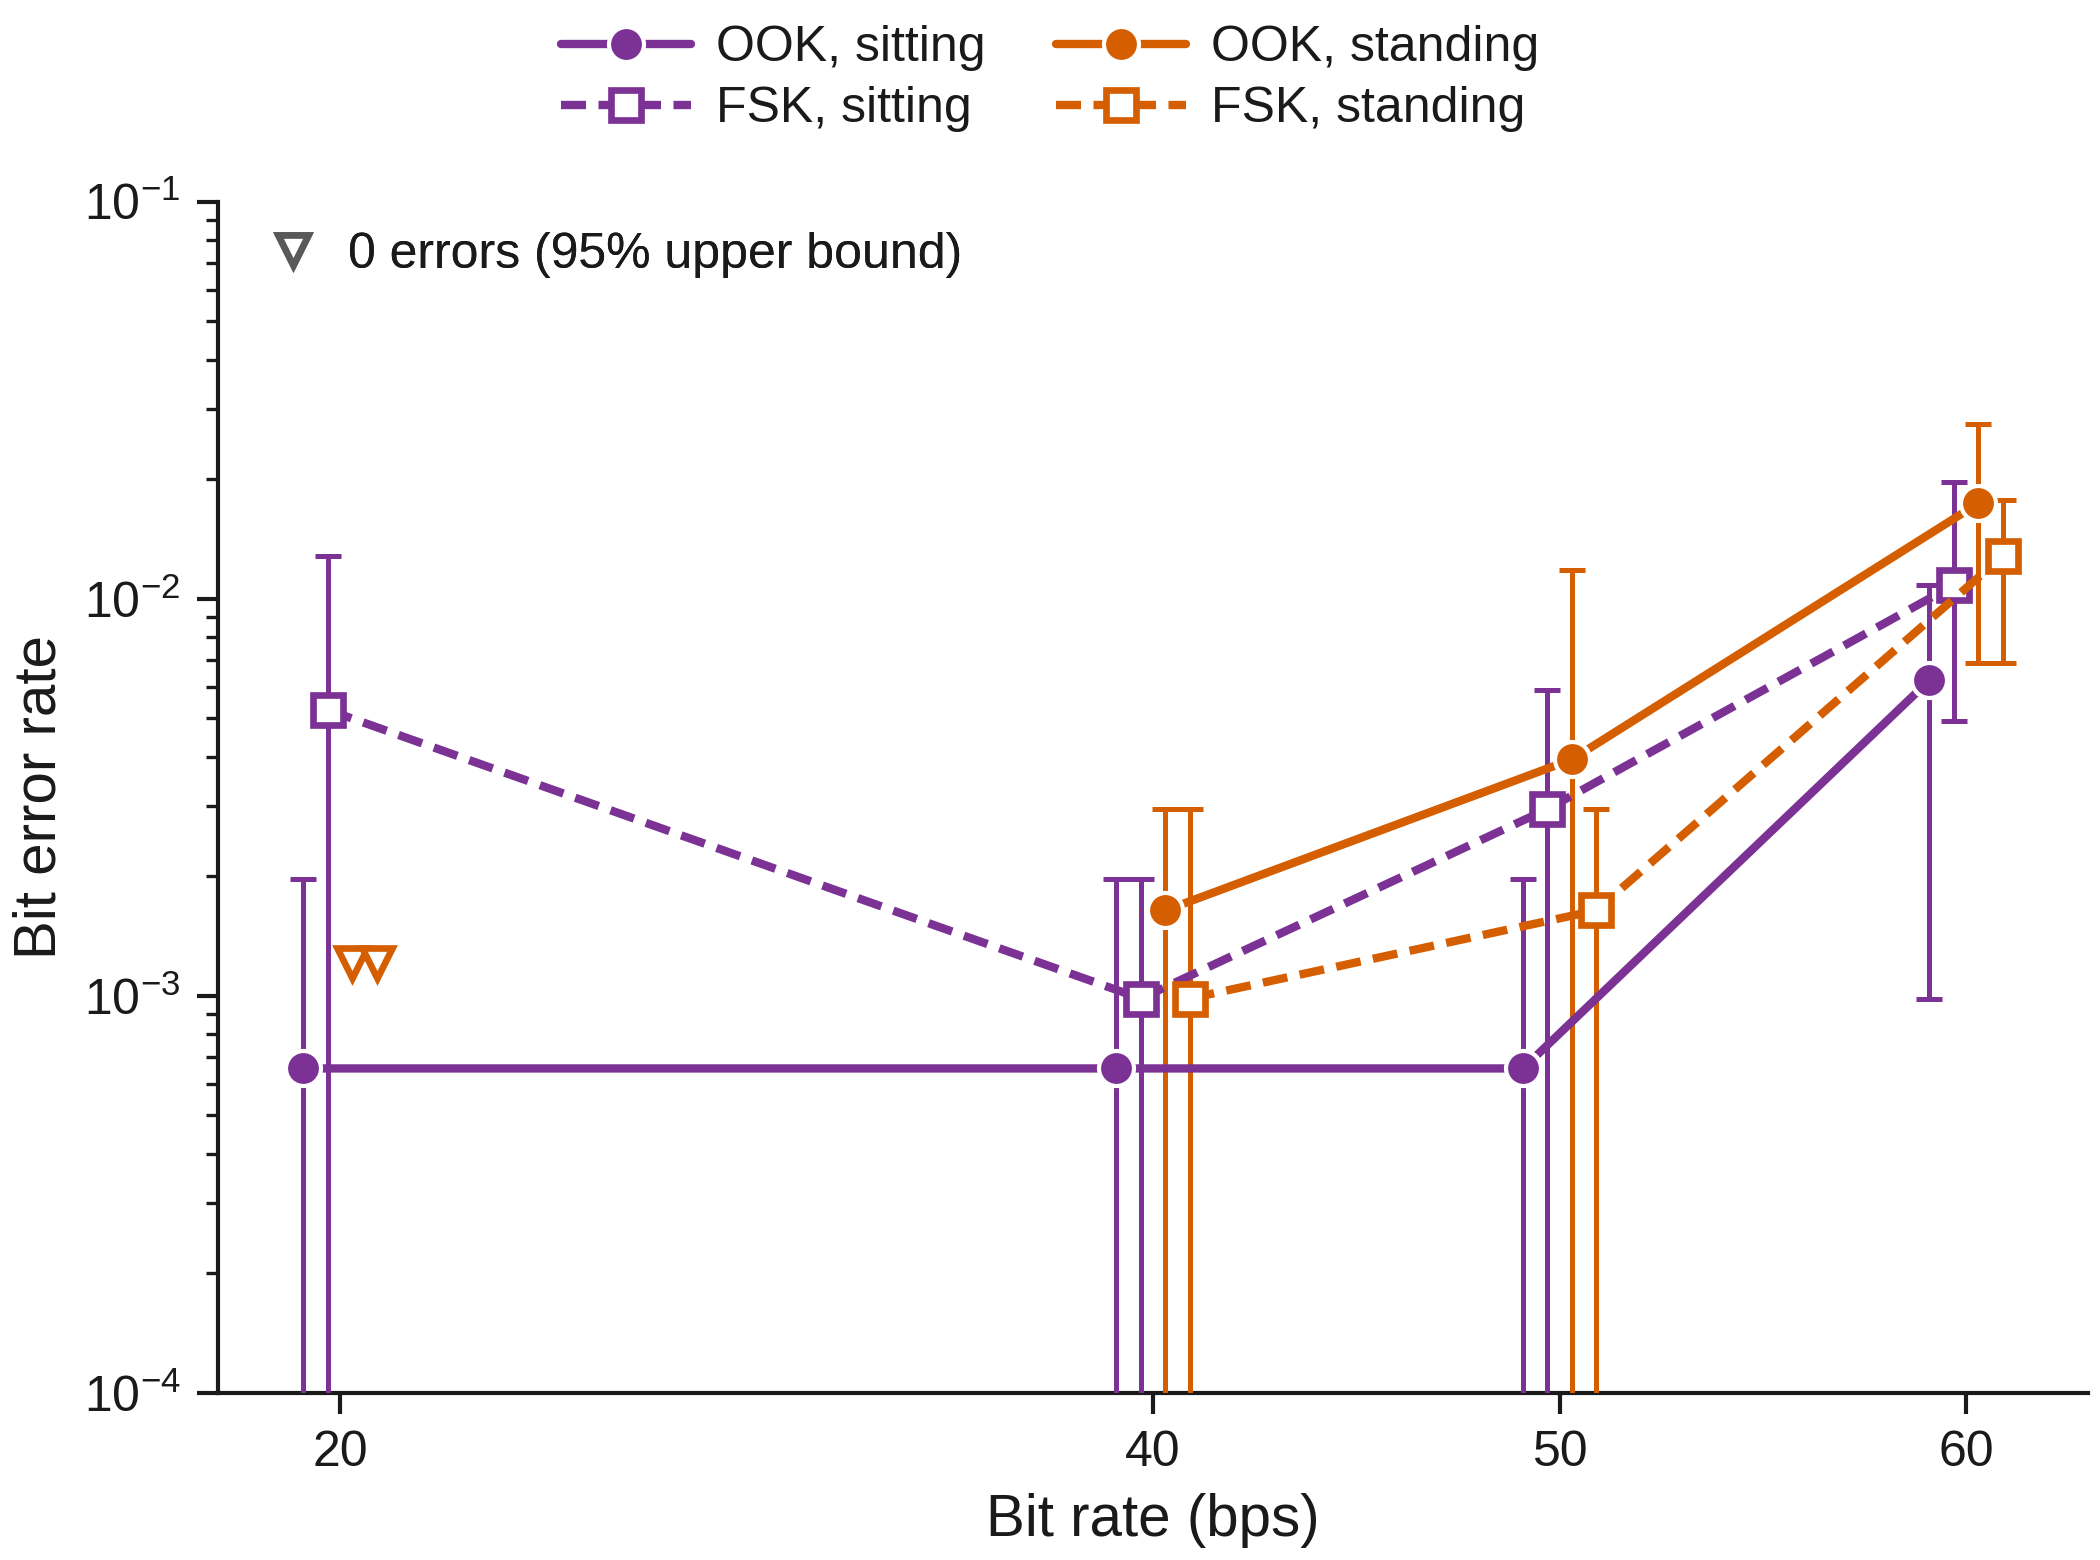 OOK, sitting
OOK, standing
FSK, sitting
FSK, standing
10⁻¹
0 errors (95% upper bound)
10⁻²
10⁻³
10⁻⁴
Bit error rate
20
40
50
60
Bit rate (bps)